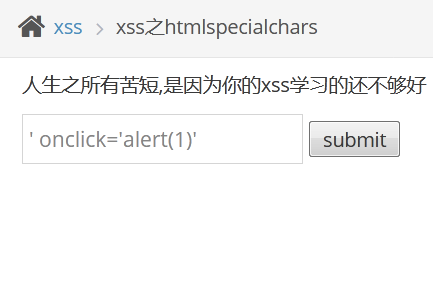 xss > xss之htmlspecialchars
人生之所有苦短,是因为你的xss学习的还不够好
' onclick='alert(1)' submit